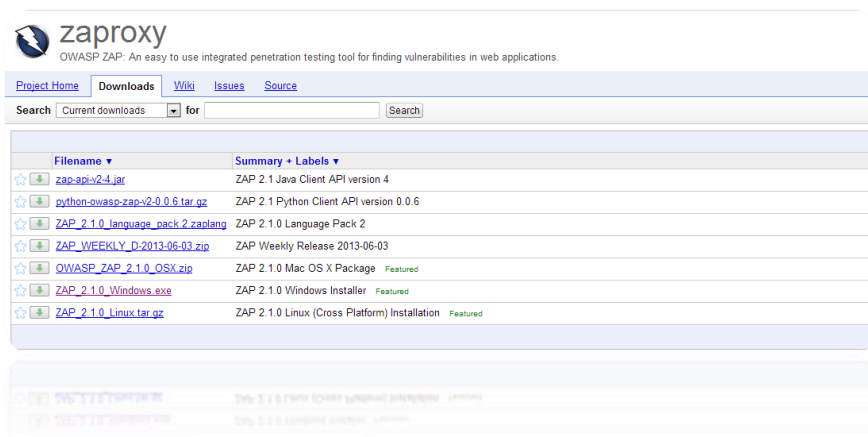 zaproxy
OWASP ZAP: An easy to use integrated penetration testing tool for finding vulnerabilities in web applications.
Project Home Downloads Wiki Issues Source
Search Current downloads for Search
Filename ▼ Summary + Labels ▼
zap-api-v2-4.jar ZAP 2.1 Java Client API version 4
python-owasp-zap-v2-0.0.6.tar.gz ZAP 2.1 Python Client API version 0.0.6
ZAP_2.1.0_language_pack.2.zaplang ZAP 2.1.0 Language Pack 2
ZAP_WEEKLY_D-2013-06-03.zip ZAP Weekly Release 2013-06-03
OWASP_ZAP_2.1.0_OSX.zip ZAP 2.1.0 Mac OS X Package Featured
ZAP_2.1.0_Windows.exe ZAP 2.1.0 Windows Installer Featured
ZAP_2.1.0_Linux.tar.gz ZAP 2.1.0 Linux (Cross Platform) Installation Featured